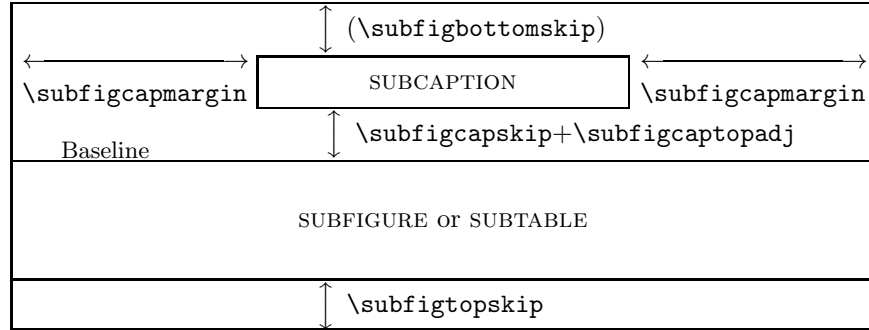 (\subfigbottomskip)
SUBCAPTION
\subfigcapmargin \subfigcapmargin
\subfigcapskip+\subfigcaptopadj
Baseline
SUBFIGURE or SUBTABLE
\subfigtopskip